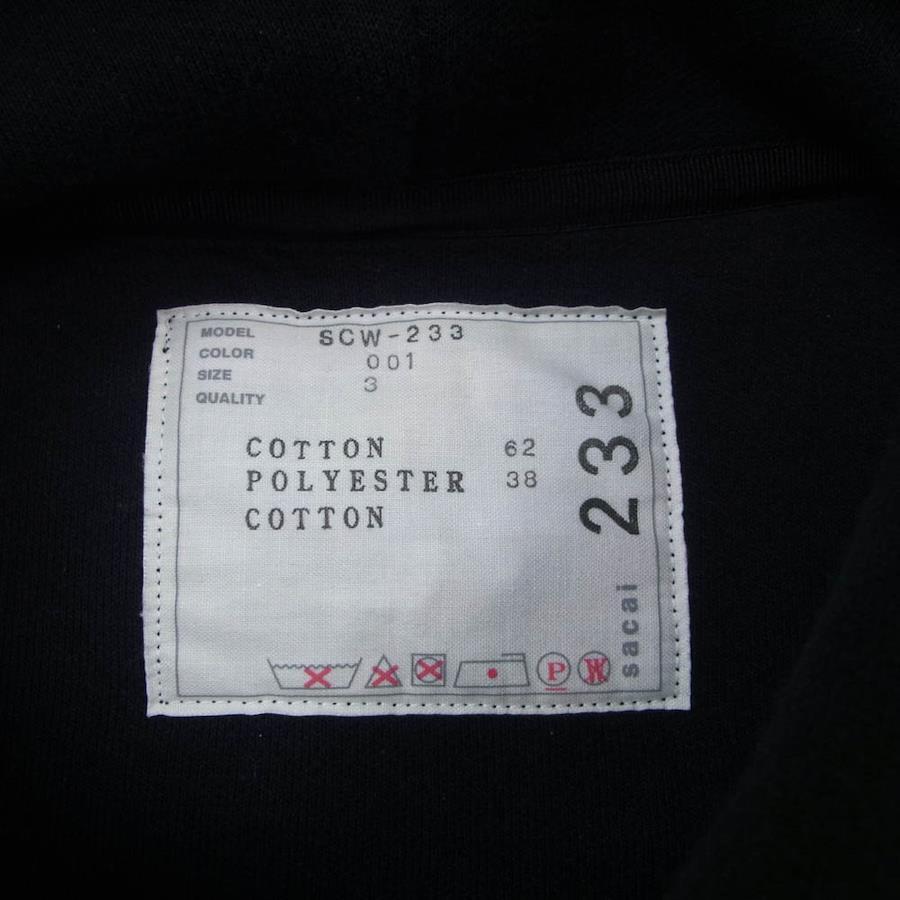 MODEL SCW-233
COLOR 001
SIZE 3
QUALITY
COTTON 62
POLYESTER 38
COTTON
233
sacai
P
W